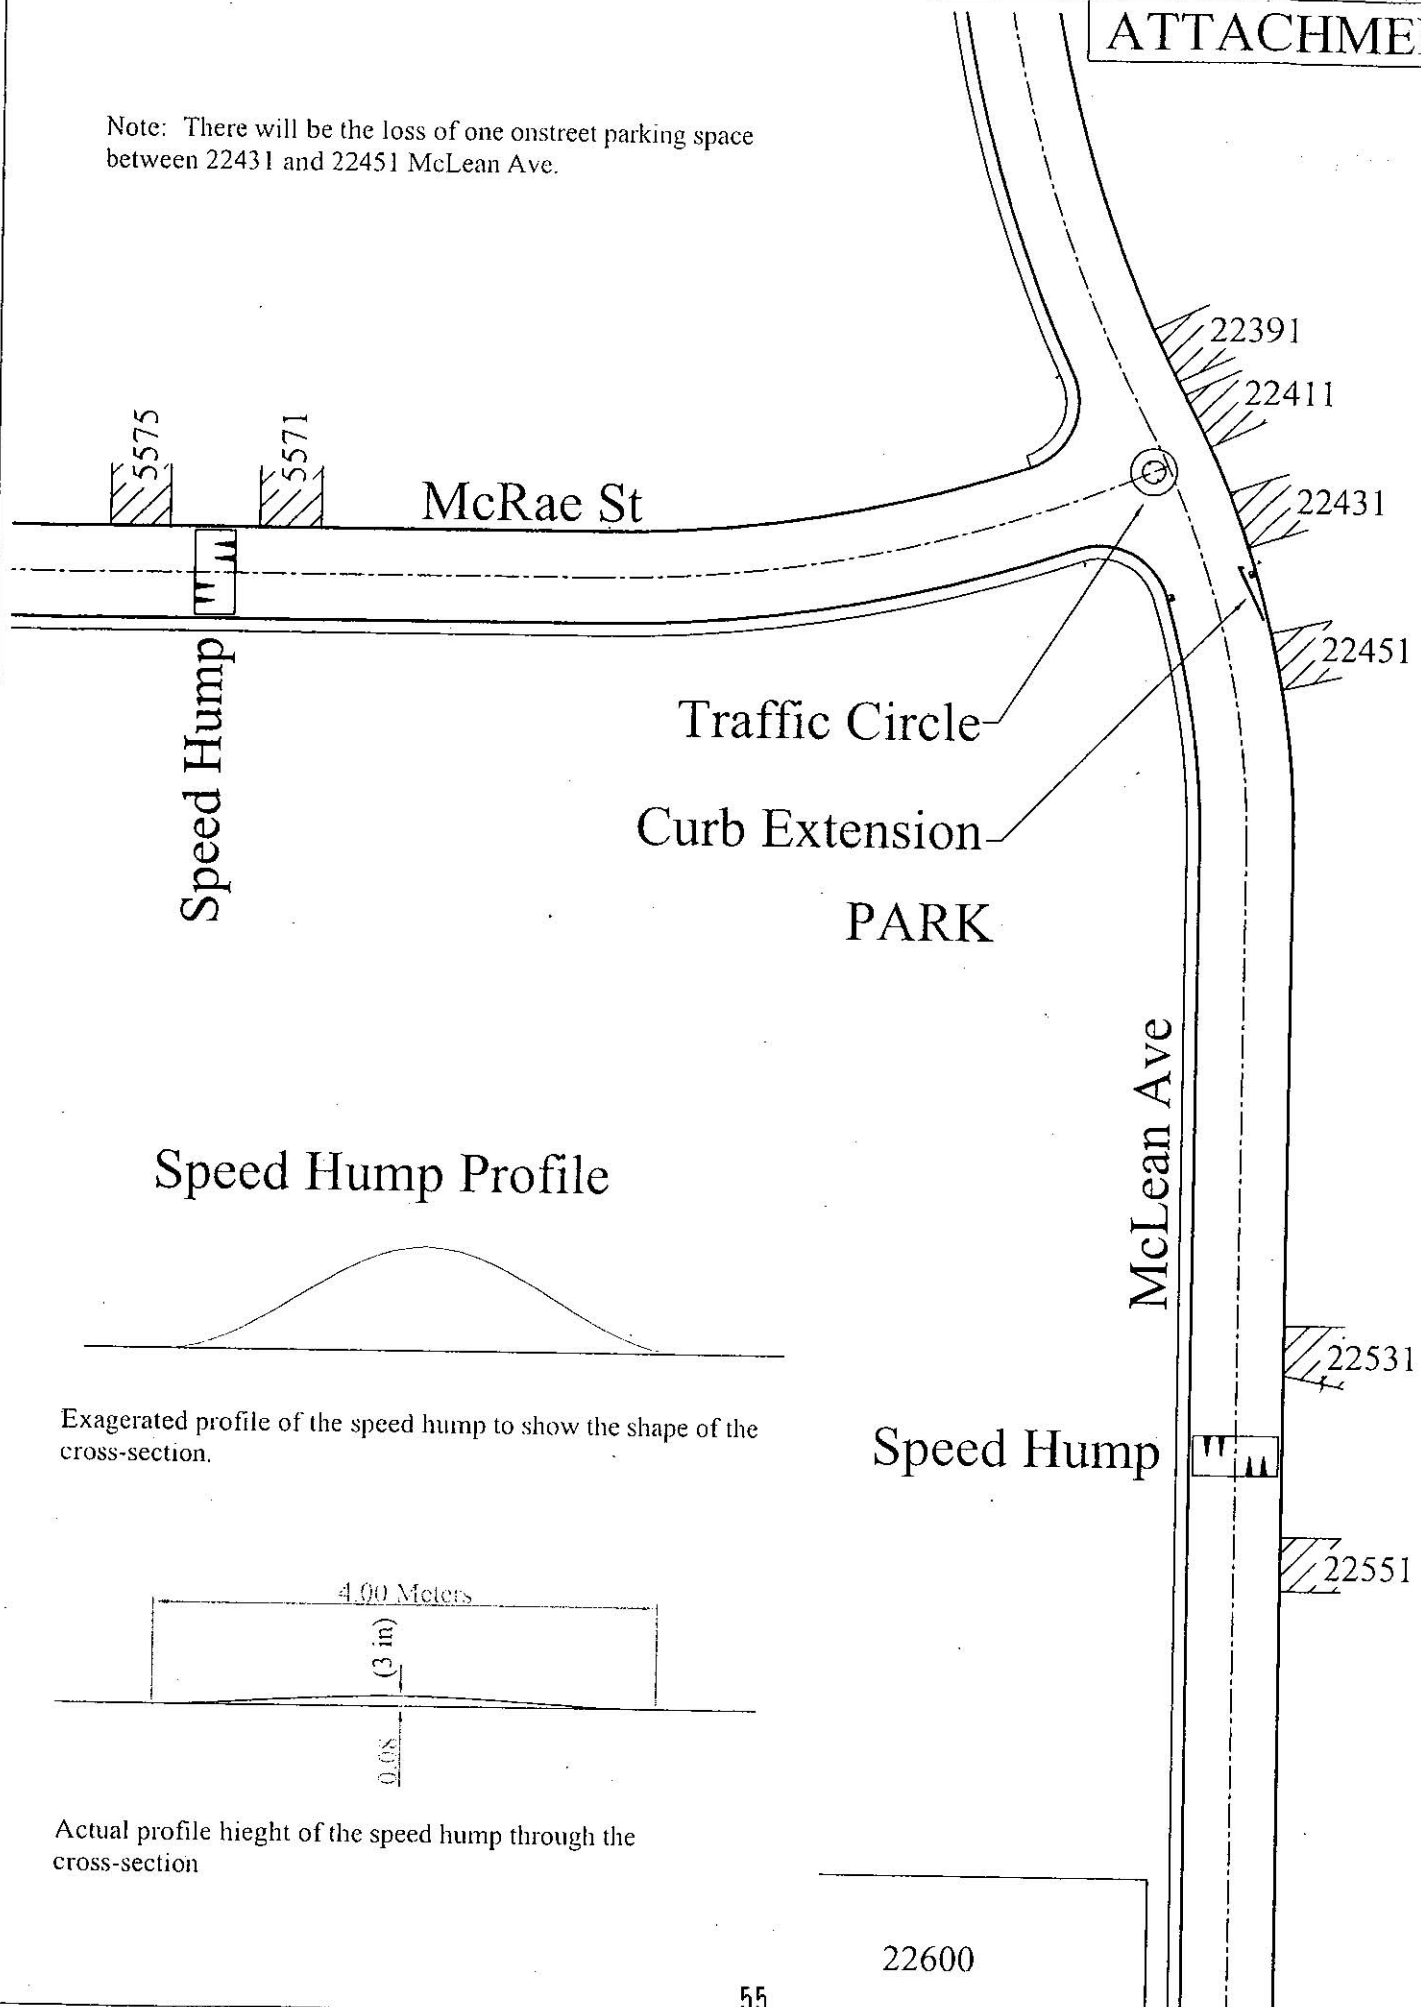 ATTACHME
Note: There will be the loss of one onstreet parking space
between 22431 and 22451 McLean Ave.
22391
22411
5575
5571
McRae St
22431
22451
Speed Hump
Traffic Circle
Curb Extension
PARK
McLean Ave
Speed Hump Profile
22531
Exagerated profile of the speed hump to show the shape of the
cross-section.
Speed Hump
22551
4.00 Meters
(3 in)
0.08
Actual profile hieght of the speed hump through the
cross-section
22600
55